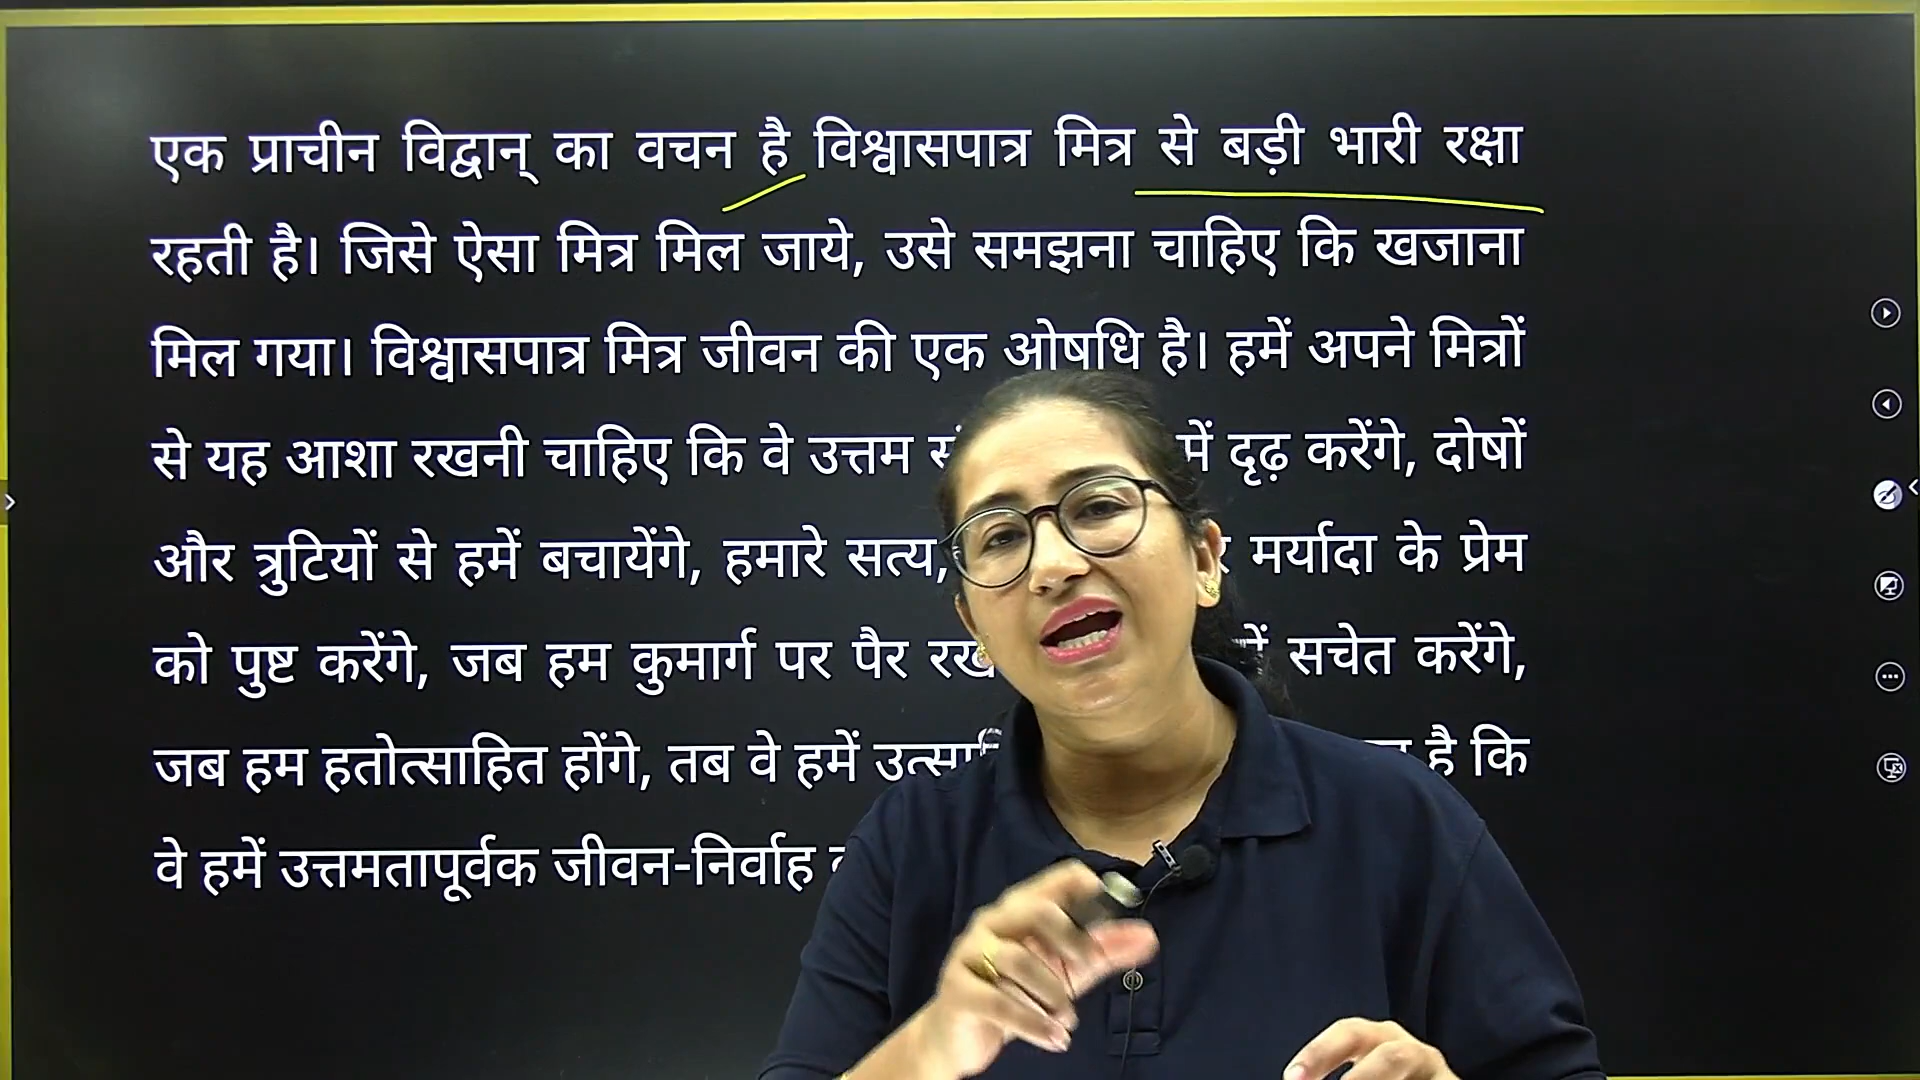 एक प्राचीन विद्वान् का वचन है विश्वासपात्र मित्र से बड़ी भारी रक्षा
रहती है। जिसे ऐसा मित्र मिल जाये, उसे समझना चाहिए कि खजाना
मिल गया। विश्वासपात्र मित्र जीवन की एक ओषधि है। हमें अपने मित्रों
से यह आशा रखनी चाहिए कि वे उत्तम में दृढ़ करेंगे, दोषों
और त्रुटियों से हमें बचायेंगे, हमारे सत्य, मर्यादा के प्रेम
को पुष्ट करेंगे, जब हम कुमार्ग पर पैर सचेत करेंगे,
जब हम हतोत्साहित होंगे, तब वे हमें है कि
वे हमें उत्तमतापूर्वक जीवन-निर्वाह